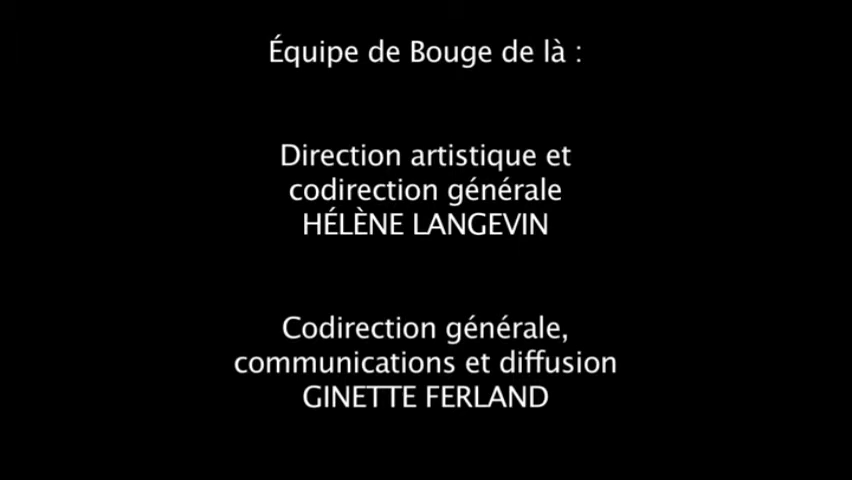 Équipe de Bouge de là :
Direction artistique et
codirection générale
HÉLÈNE LANGEVIN
Codirection générale,
communications et diffusion
GINETTE FERLAND